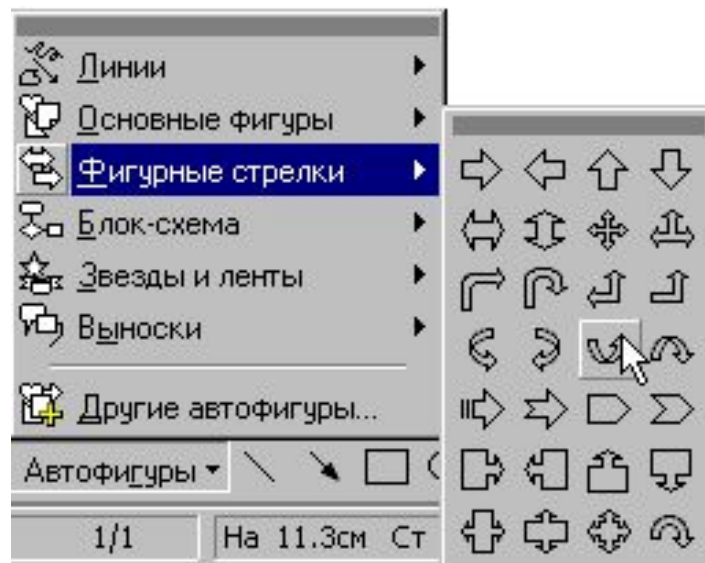 Линии
Основные фигуры
Фигурные стрелки
Блок-схема
Звезды и ленты
Выноски
Другие автофигуры...
Автофигуры
1/1 На 11.3см Ст